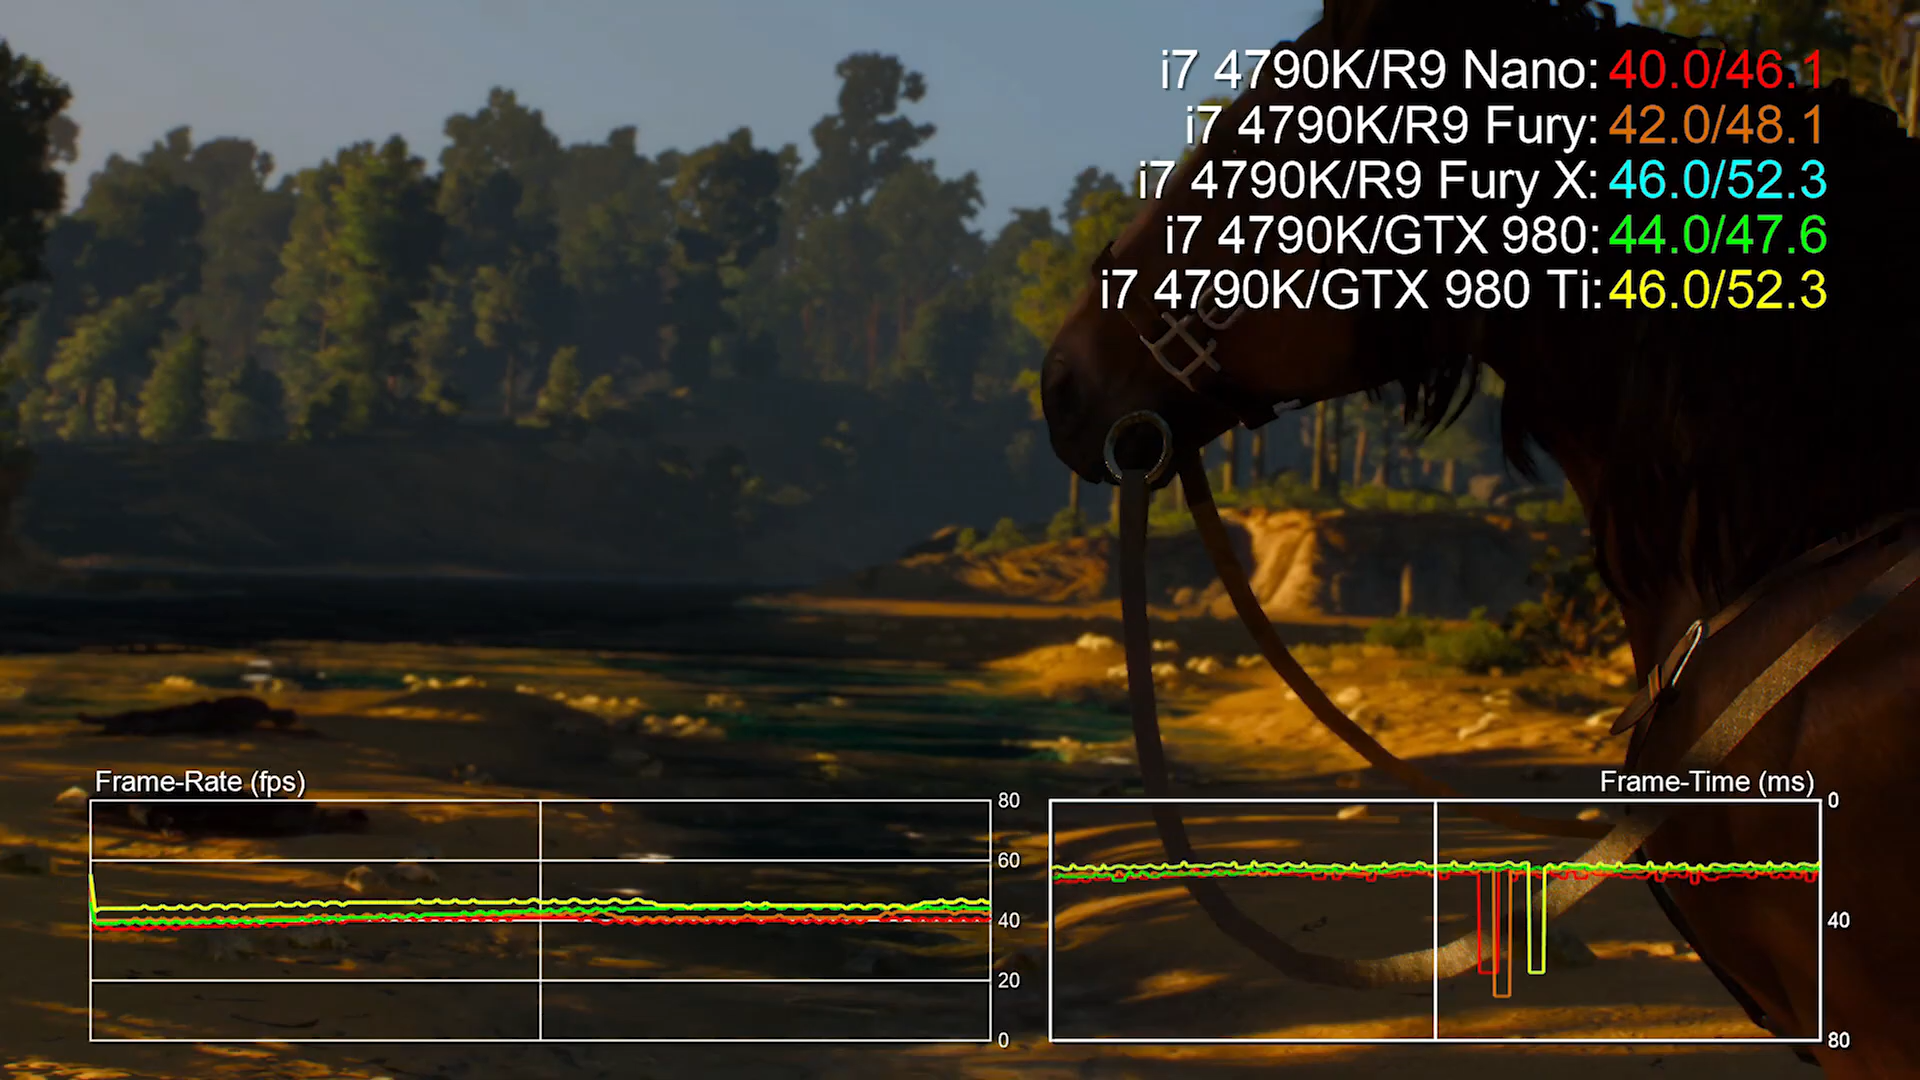 i7 4790K/R9 Nano: 40.0/46.1
i7 4790K/R9 Fury: 42.0/48.1
i7 4790K/R9 Fury X: 46.0/52.3
i7 4790K/GTX 980: 44.0/47.6
i7 4790K/GTX 980 Ti: 46.0/52.3
Frame-Rate (fps)
80
60
40
20
0
Frame-Time (ms)
0
40
80